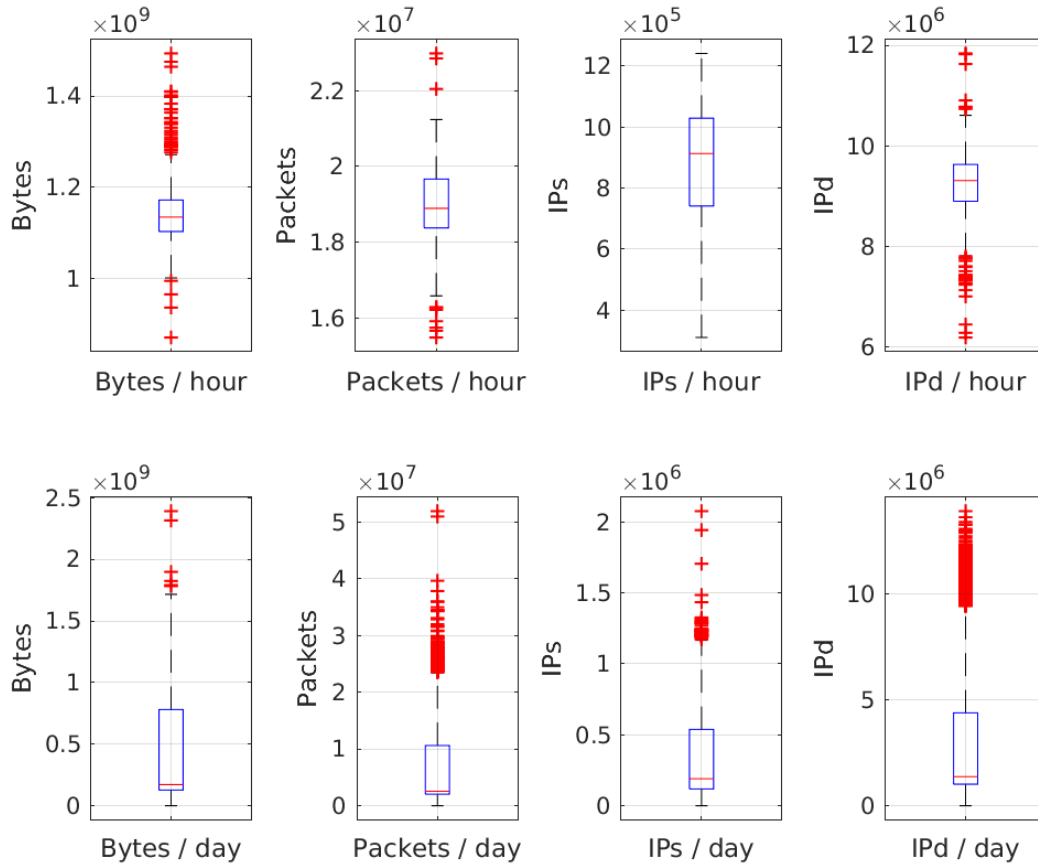 ×10^9
1.4
1.2
1
Bytes
Bytes / hour
×10^7
2.2
2
1.8
1.6
Packets
Packets / hour
×10^5
12
10
8
6
4
IPs
IPs / hour
×10^6
12
10
8
6
IPd
IPd / hour
×10^9
2.5
2
1.5
1
0.5
0
Bytes
Bytes / day
×10^7
5
4
3
2
1
0
Packets
Packets / day
×10^6
2
1.5
1
0.5
0
IPs
IPs / day
×10^6
10
5
0
IPd
IPd / day